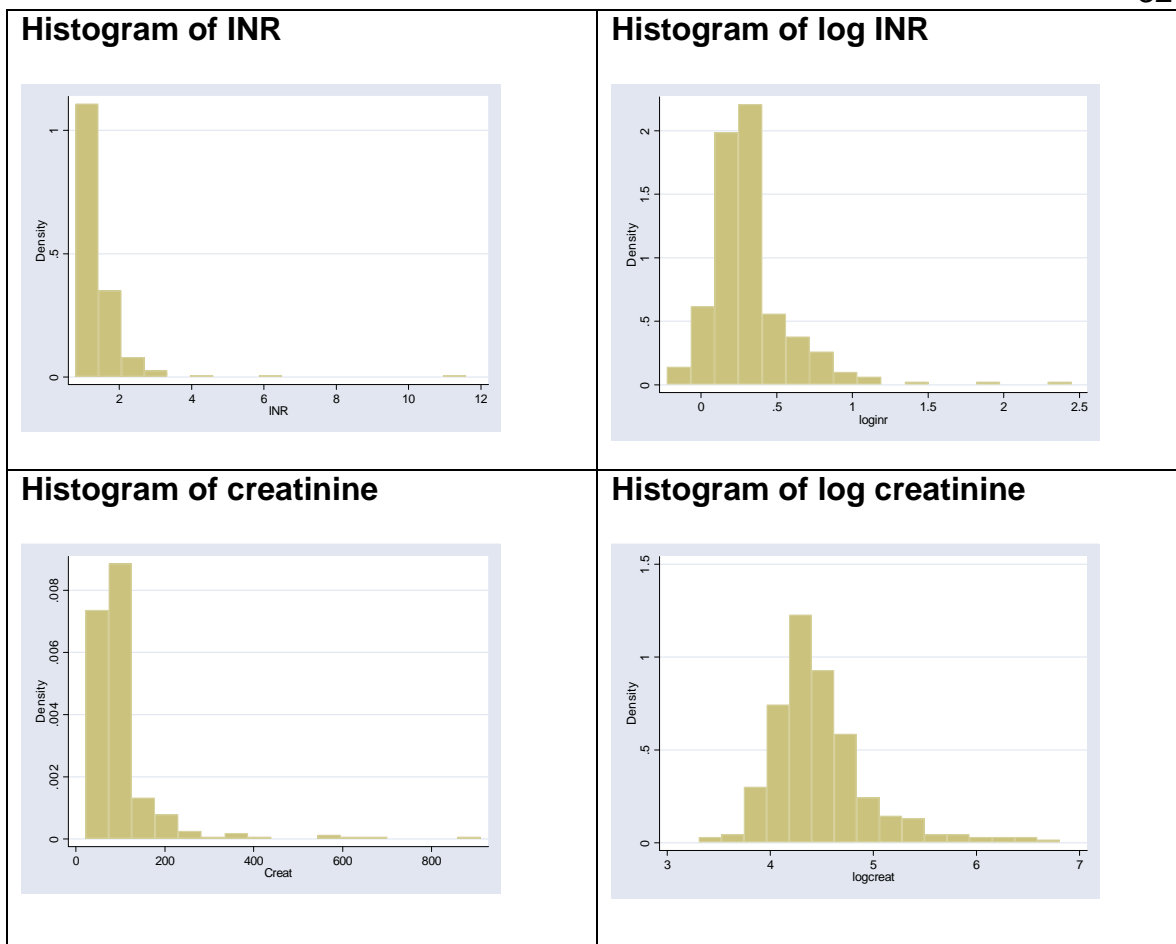 Histogram of INR
1
.5
0
Density
2 4 6 8 10 12
INR
Histogram of log INR
2
1.5
1
.5
0
Density
0 .5 1 1.5 2 2.5
loginr
Histogram of creatinine
.008
.006
.004
.002
0
Density
0 200 400 600 800
Creat
Histogram of log creatinine
1.5
1
.5
0
Density
3 4 5 6 7
logcreat